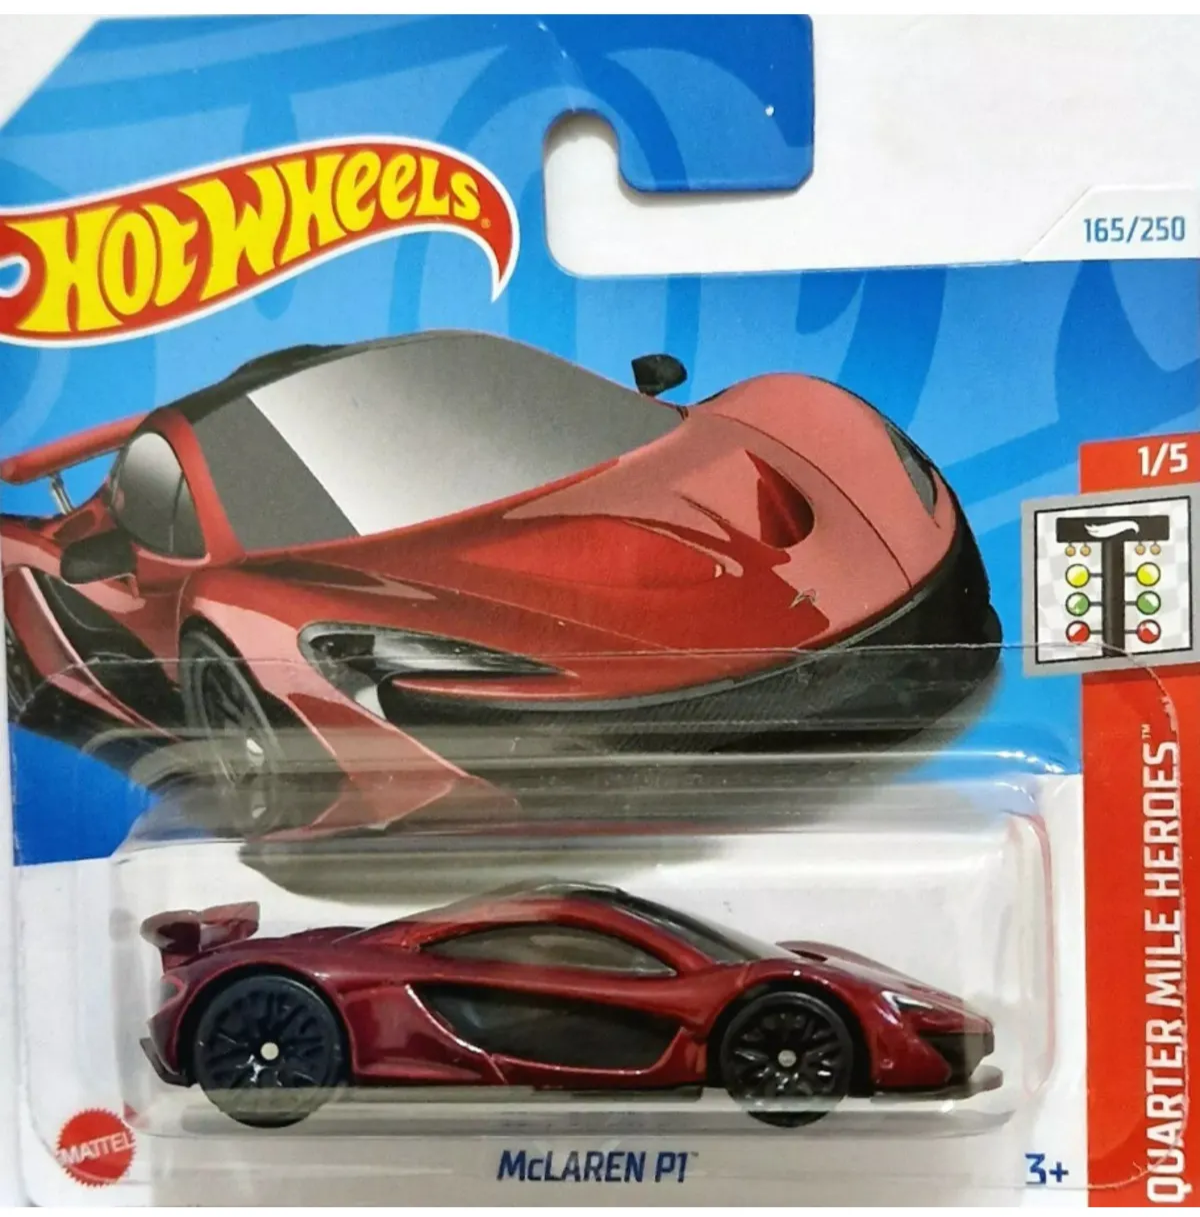 HOT WHEELS®
165/250
1/5
QUARTER MILE HEROES™
MATTEL
McLAREN P1™
3+